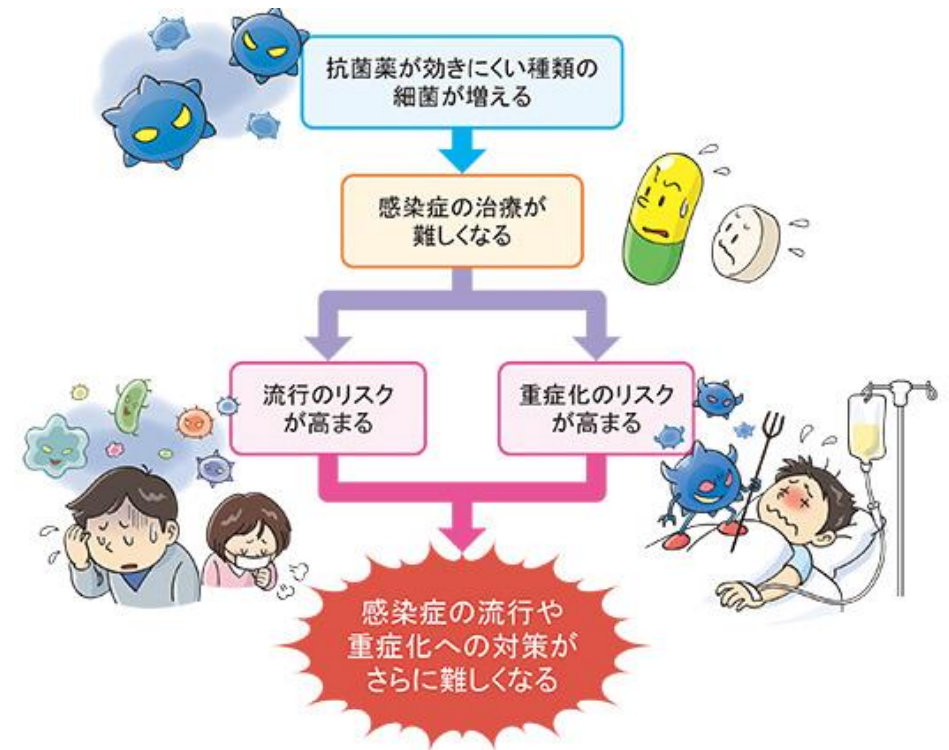 抗菌薬が効きにくい種類の
細菌が増える
感染症の治療が
難しくなる
流行のリスク
が高まる
重症化のリスク
が高まる
感染症の流行や
重症化への対策が
さらに難しくなる